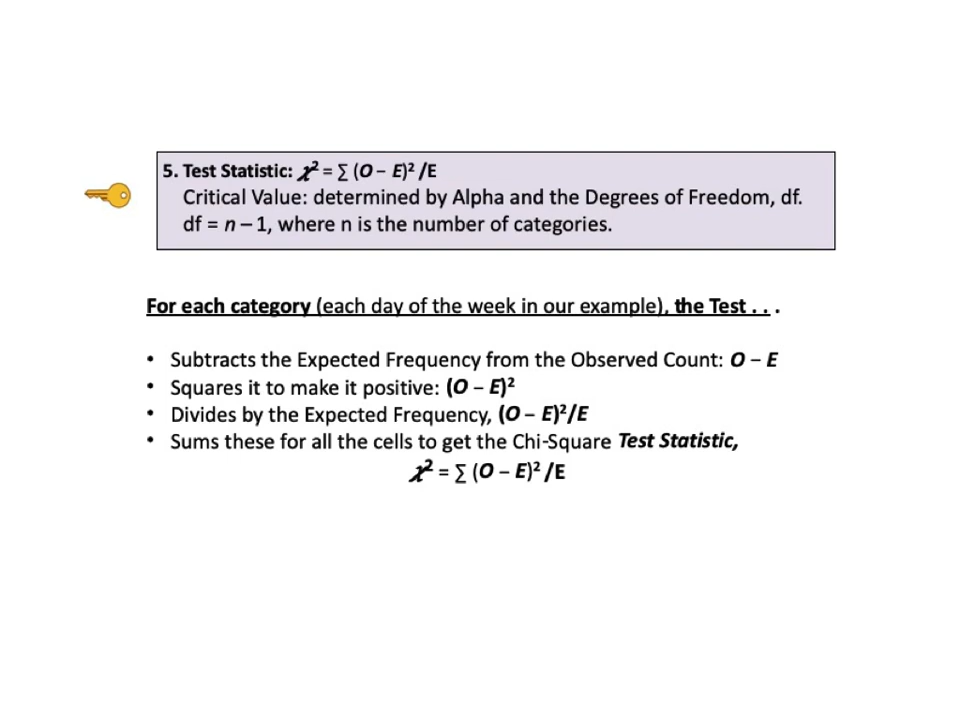 5. Test Statistic: 𝝌² = ∑ (O – E)² /E
Critical Value: determined by Alpha and the Degrees of Freedom, df.
df = n – 1, where n is the number of categories.
For each category (each day of the week in our example), the Test . . .
• Subtracts the Expected Frequency from the Observed Count: O – E
• Squares it to make it positive: (O – E)²
• Divides by the Expected Frequency, (O – E)²/E
• Sums these for all the cells to get the Chi-Square Test Statistic,
𝝌² = ∑ (O – E)² /E